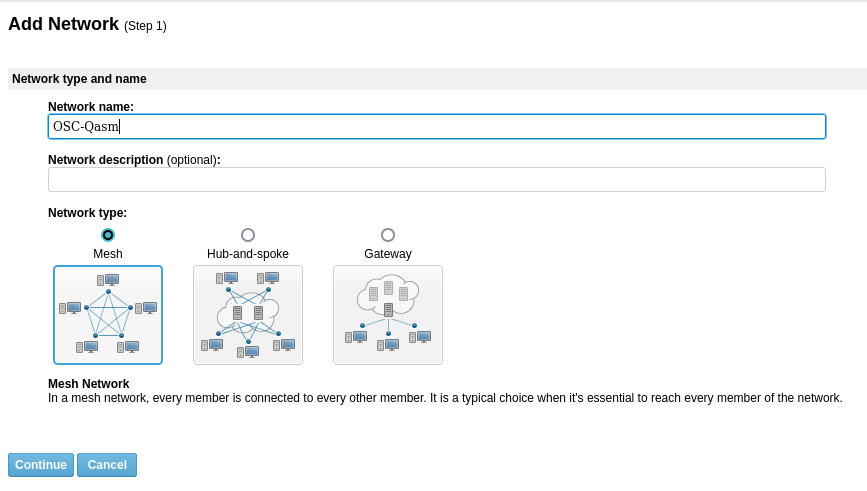 Add Network (Step 1)
Network type and name
Network name:
OSC-Qasm
Network description (optional):
Network type:
Mesh
Hub-and-spoke
Gateway
Mesh Network
In a mesh network, every member is connected to every other member. It is a typical choice when it's essential to reach every member of the network.
Continue
Cancel